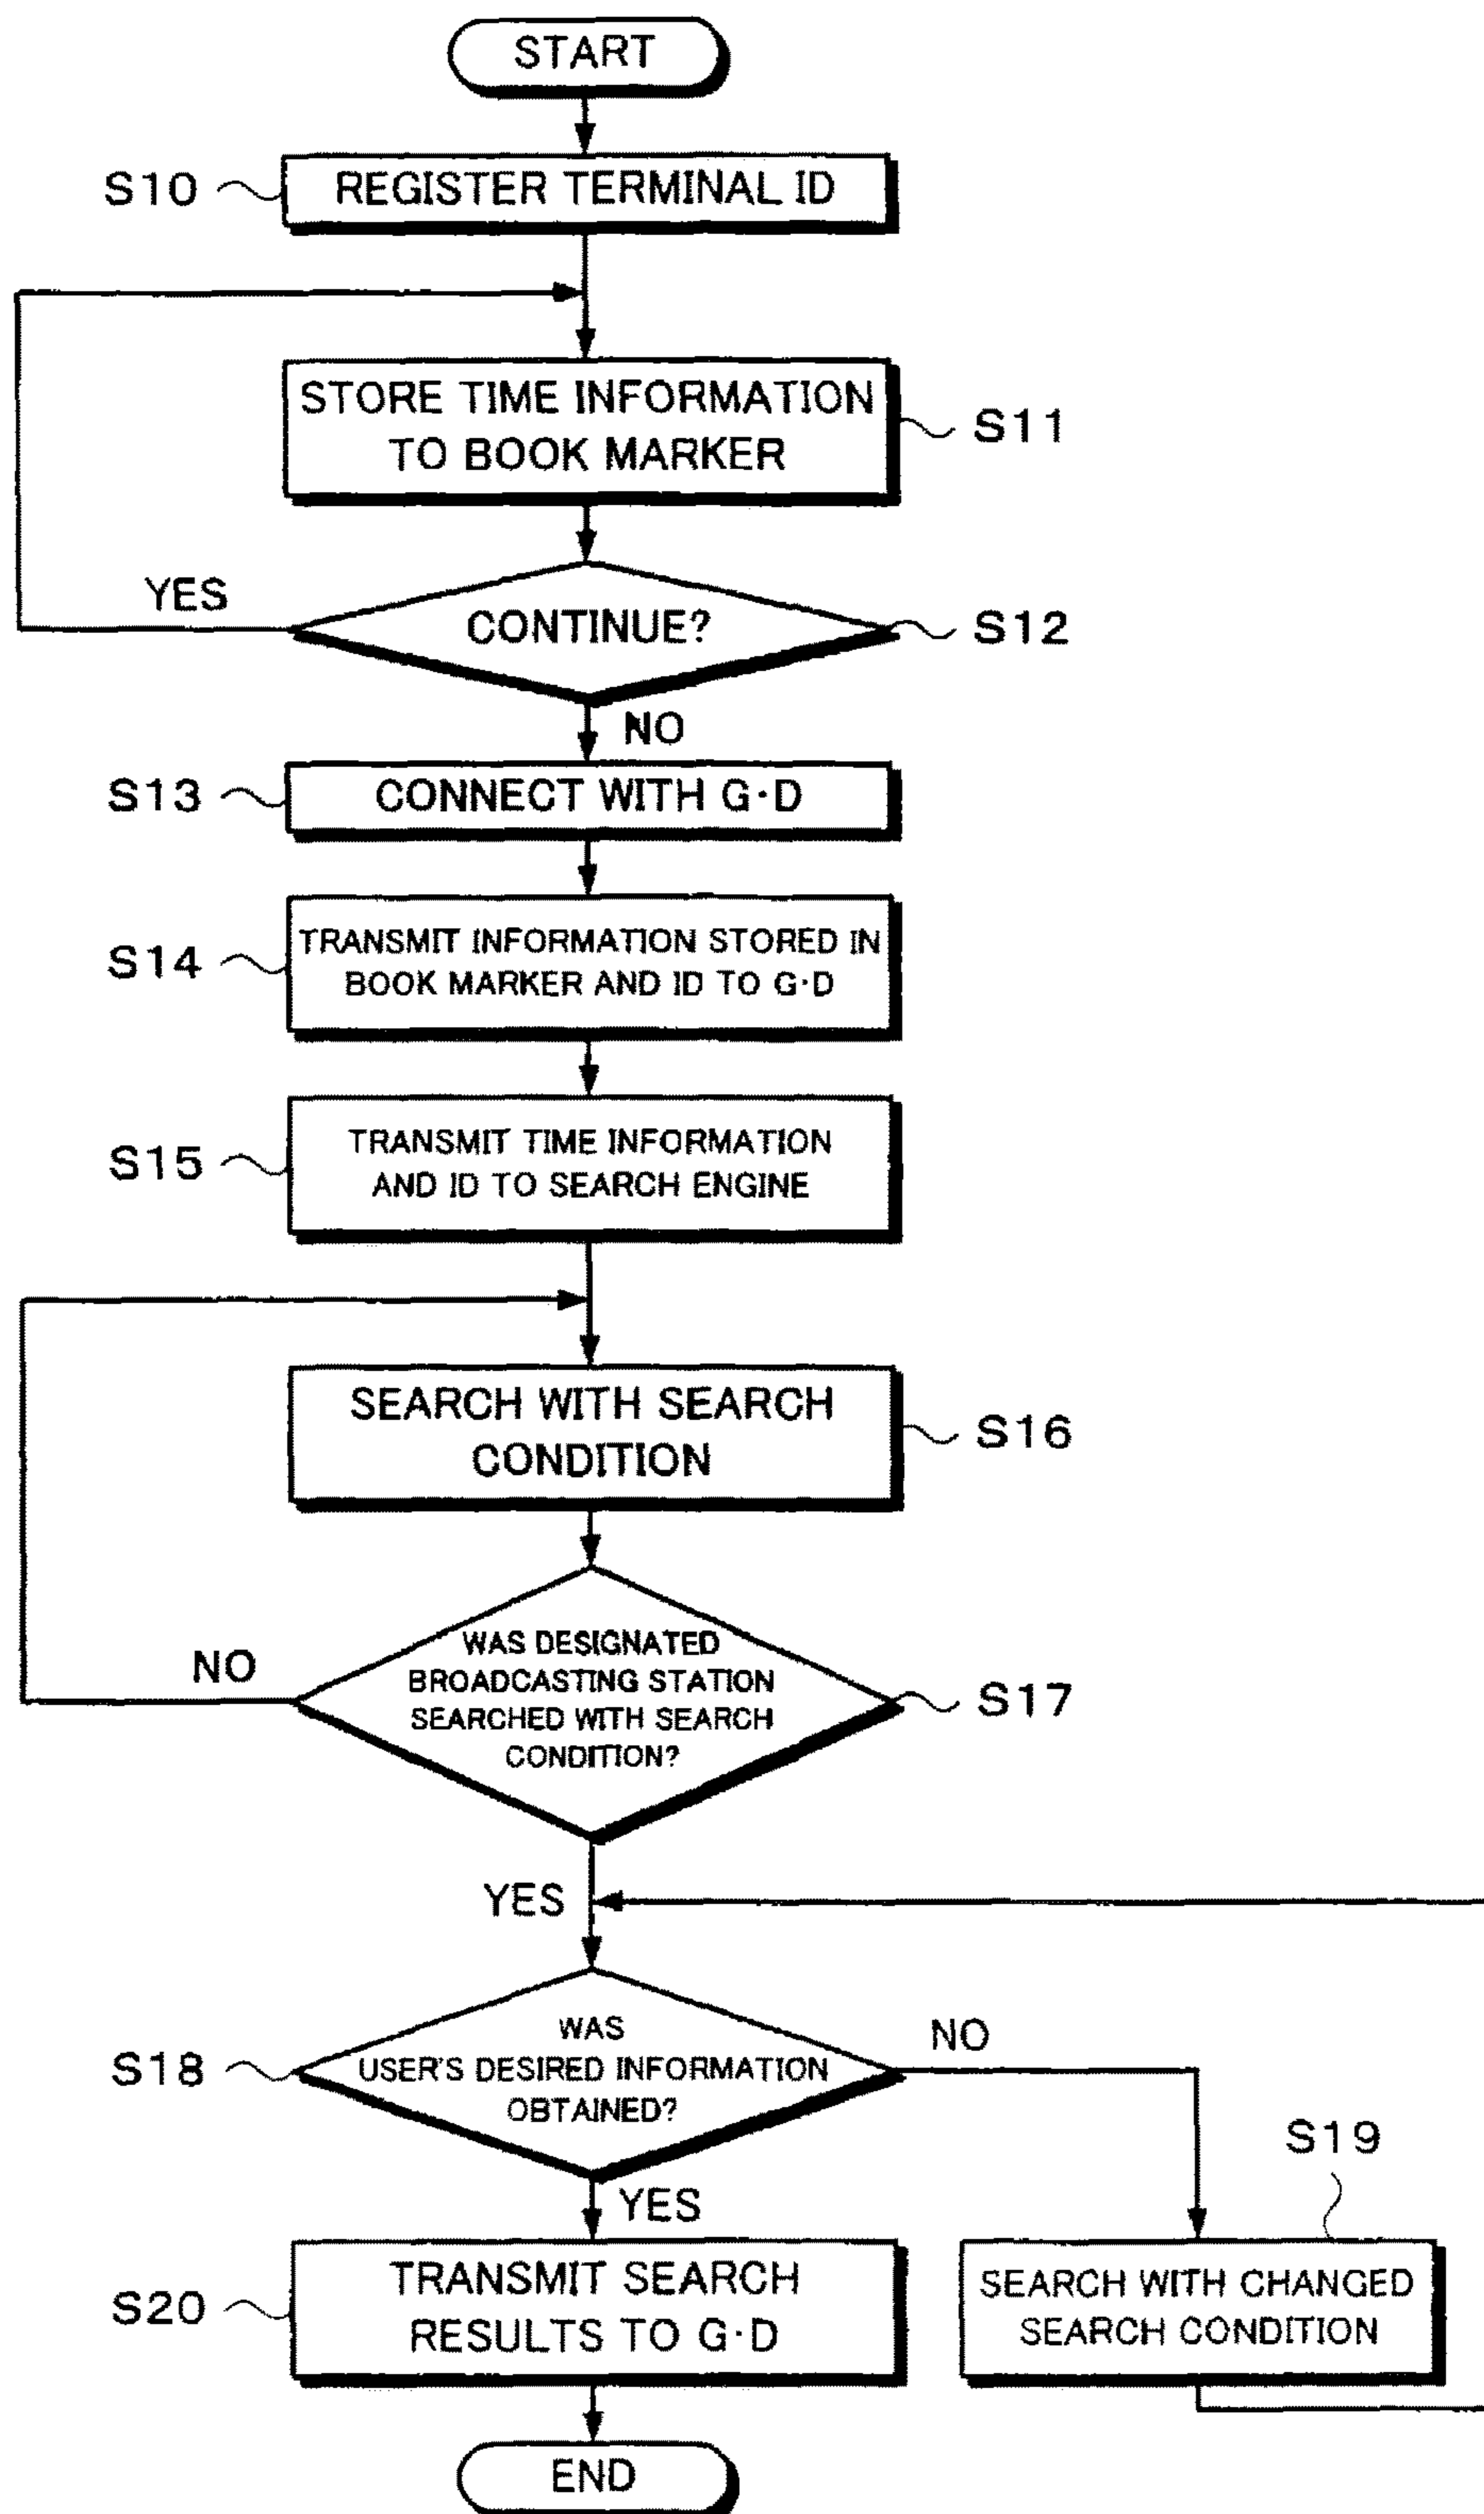 START
S10
REGISTER TERMINAL ID
STORE TIME INFORMATION
TO BOOK MARKER
S11
YES
CONTINUE?
S12
NO
S13
CONNECT WITH G·D
S14
TRANSMIT INFORMATION STORED IN
BOOK MARKER AND ID TO G·D
S15
TRANSMIT TIME INFORMATION
AND ID TO SEARCH ENGINE
SEARCH WITH SEARCH
CONDITION
S16
NO
WAS DESIGNATED
BROADCASTING STATION
SEARCHED WITH SEARCH
CONDITION?
S17
YES
S18
WAS
USER'S DESIRED INFORMATION
OBTAINED?
NO
S19
YES
S20
TRANSMIT SEARCH
RESULTS TO G·D
SEARCH WITH CHANGED
SEARCH CONDITION
END